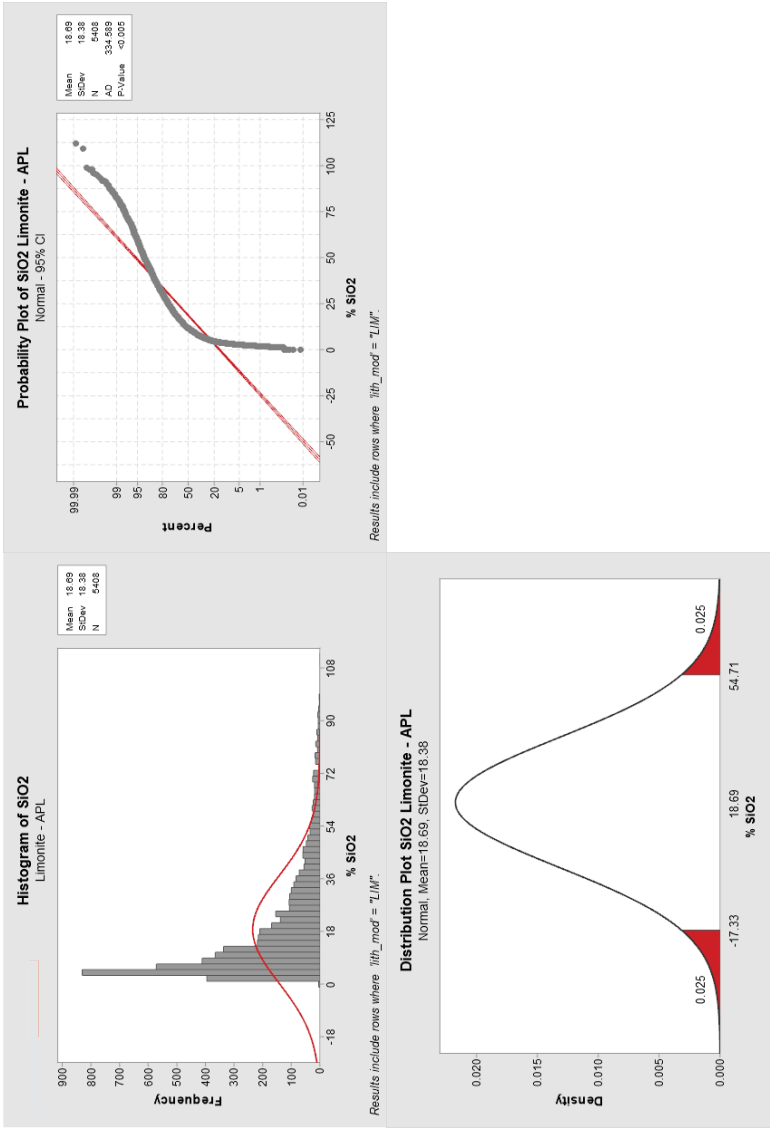 Histogram of SiO2
Limonite - APL
Mean 18.69
StDev 18.38
N 5408
900
800
700
600
500
400
300
200
100
0
Frequency
-18
0
18
36
54
72
90
108
% SiO2
Results include rows where 'lith_mod' = "LIM".
Probability Plot of SiO2 Limonite - APL
Normal - 95% CI
Mean 18.69
StDev 18.38
N 5408
AD 334.589
P-Value <0.005
99.99
99
95
80
50
20
5
1
0.01
Percent
-50
-25
0
25
50
75
100
125
% SiO2
Results include rows where 'lith_mod' = "LIM".
Distribution Plot SiO2 Limonite - APL
Normal, Mean=18.69, StDev=18.38
0.020
0.015
0.010
0.005
0.000
Density
0.025
0.025
-17.33
18.69
54.71
% SiO2